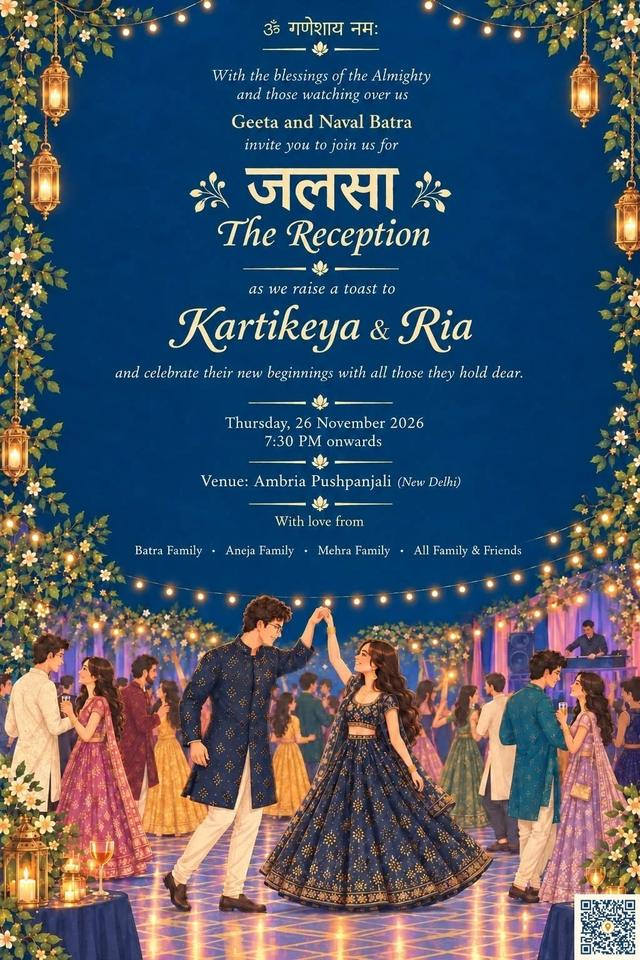 ॐ गणेशाय नमः
With the blessings of the Almighty
and those watching over us
Geeta and Naval Batra
invite you to join us for
जलसा
The Reception
as we raise a toast to
Kartikeya & Ria
and celebrate their new beginnings with all those they hold dear.
Thursday, 26 November 2026
7:30 PM onwards
Venue: Ambria Pushpanjali (New Delhi)
With love from
Batra Family • Aneja Family • Mehra Family • All Family & Friends